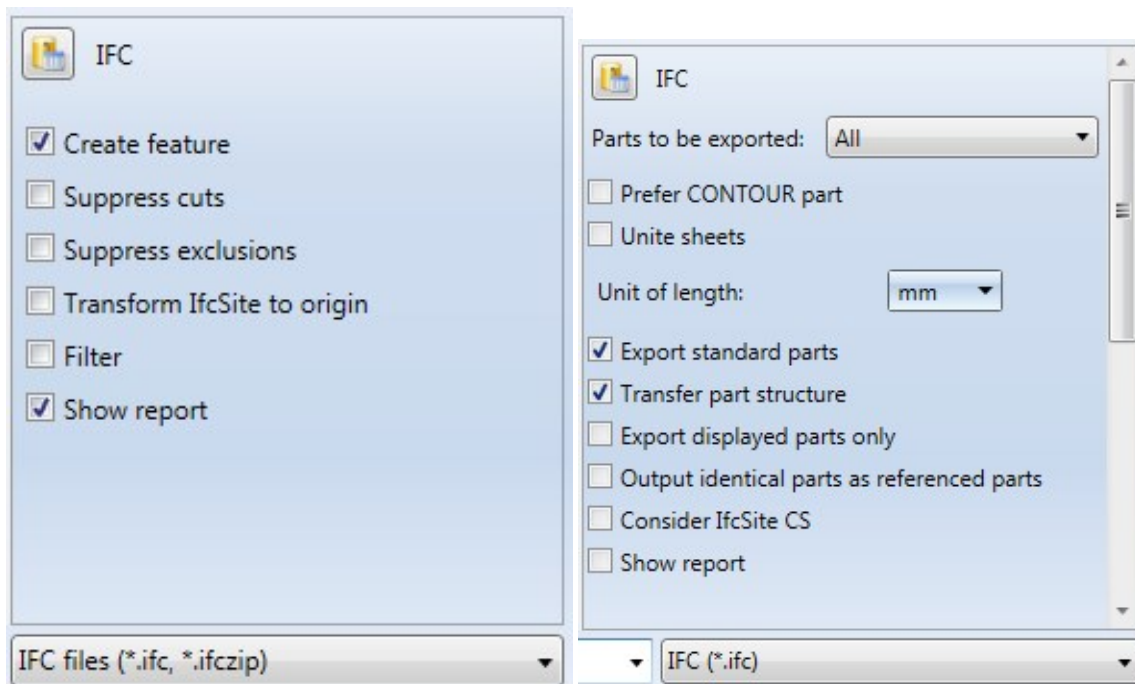 IFC
Create feature
Suppress cuts
Suppress exclusions
Transform IfcSite to origin
Filter
Show report
IFC files (*.ifc, *.ifczip)
IFC
Parts to be exported: All
Prefer CONTOUR part
Unite sheets
Unit of length: mm
Export standard parts
Transfer part structure
Export displayed parts only
Output identical parts as referenced parts
Consider IfcSite CS
Show report
IFC (*.ifc)